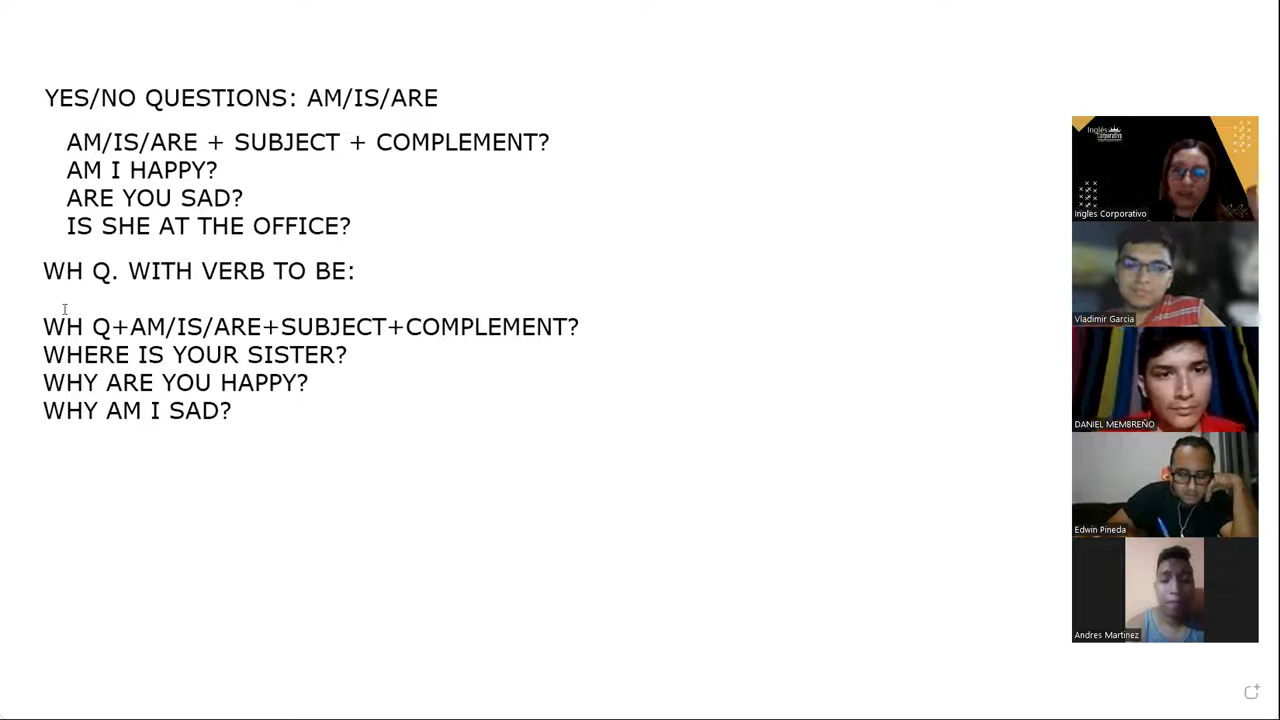 YES/NO QUESTIONS: AM/IS/ARE
AM/IS/ARE + SUBJECT + COMPLEMENT?
AM I HAPPY?
ARE YOU SAD?
IS SHE AT THE OFFICE?
WH Q. WITH VERB TO BE:
WH Q+AM/IS/ARE+SUBJECT+COMPLEMENT?
WHERE IS YOUR SISTER?
WHY ARE YOU HAPPY?
WHY AM I SAD?
Inglés
Corporativo
Ingles Corporativo
Vladimir Garcia
DANIEL MEMBREÑO
Edwin Pineda
Andres Martinez